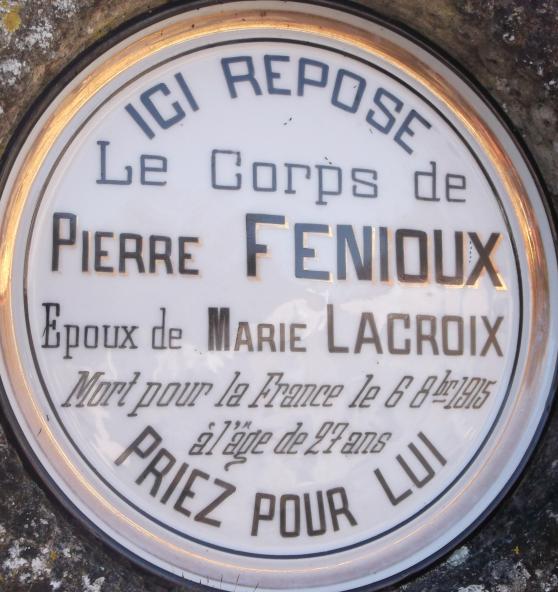 ICI REPOSE
Le Corps de
PIERRE FENIOUX
Epoux de MARIE LACROIX
Mort pour la France le 6 8bre 1915
à l'âge de 27 ans
PRIEZ POUR LUI